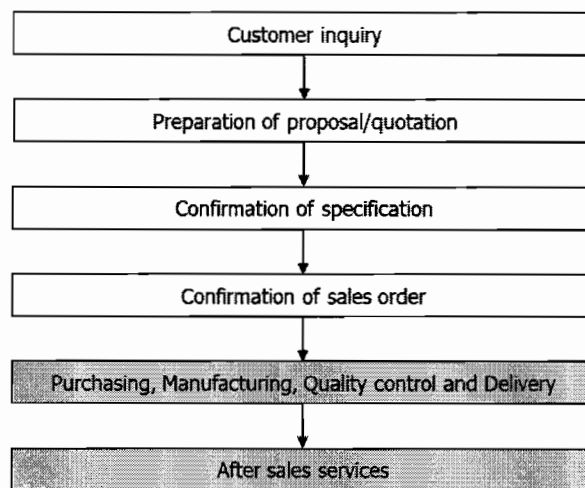 Customer inquiry
Preparation of proposal/quotation
Confirmation of specification
Confirmation of sales order
Purchasing, Manufacturing, Quality control and Delivery
After sales services